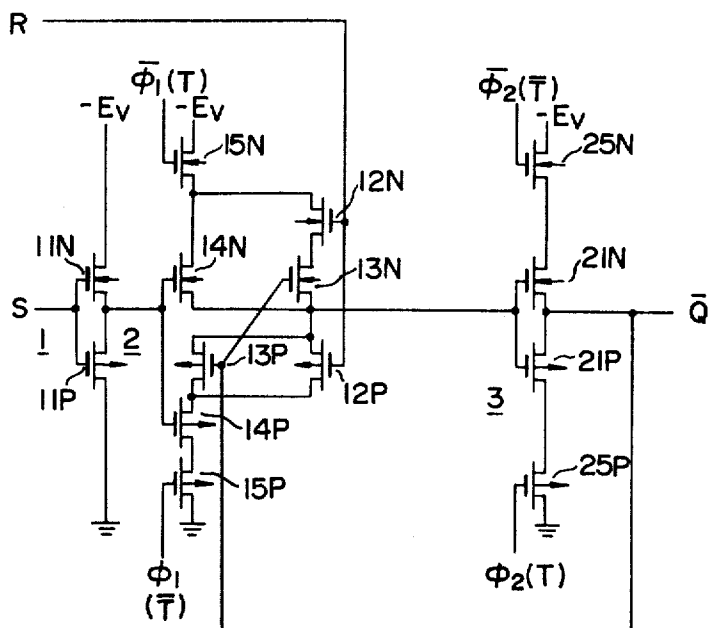 R
φ̅₁(T)
-Ev
-Ev
15N
φ̅₂(T̿)
-Ev
25N
12N
11N
14N
13N
21N
S
1
2
Q̅
11P
13P
12P
21P
3
14P
15P
25P
φ₁
(T̿)
φ₂(T)